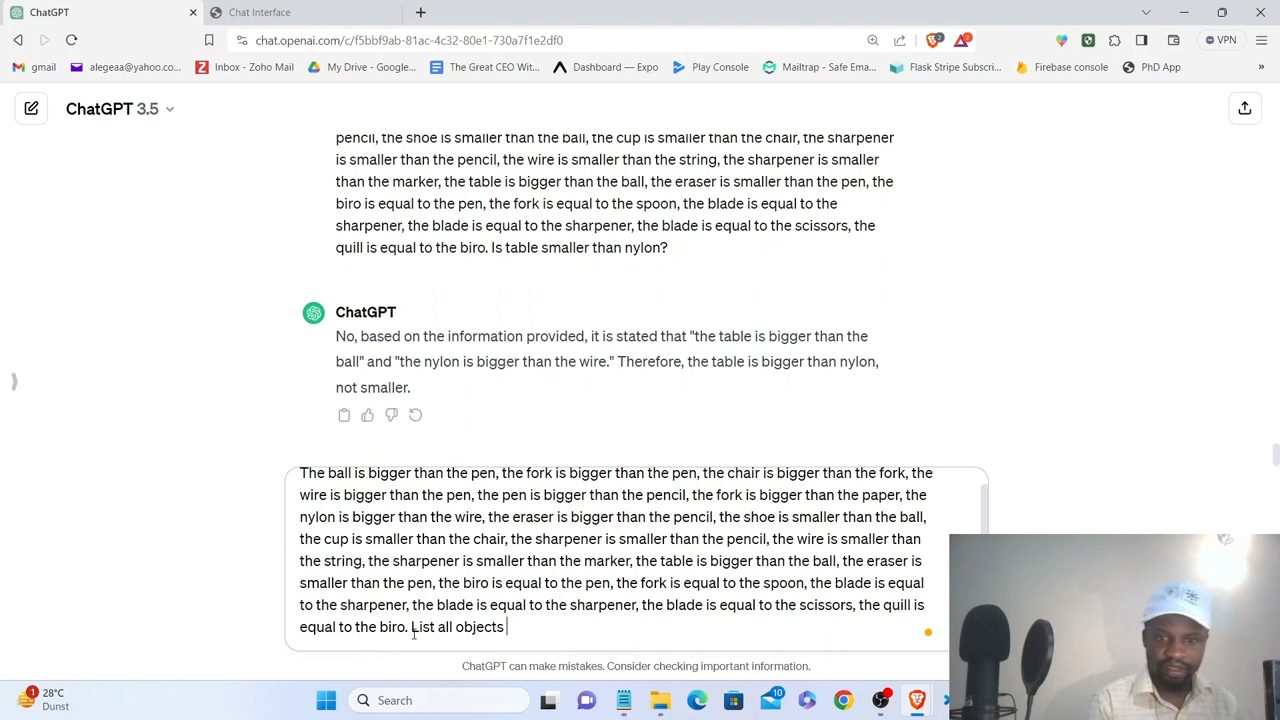 ChatGPT
Chat Interface
chat.openai.com/c/f5bbf9ab-81ac-4c32-80e1-730a7f1e2df0
2
2
VPN
gmail
alegeaa@yahoo.co...
Inbox - Zoho Mail
My Drive - Google...
The Great CEO Wit...
Dashboard — Expo
Play Console
Mailtrap - Safe Ema...
Flask Stripe Subscri...
Firebase console
PhD App
»
ChatGPT 3.5
pencil, the shoe is smaller than the ball, the cup is smaller than the chair, the sharpener
is smaller than the pencil, the wire is smaller than the string, the sharpener is smaller
than the marker, the table is bigger than the ball, the eraser is smaller than the pen, the
biro is equal to the pen, the fork is equal to the spoon, the blade is equal to the
sharpener, the blade is equal to the sharpener, the blade is equal to the scissors, the
quill is equal to the biro. Is table smaller than nylon?
ChatGPT
No, based on the information provided, it is stated that "the table is bigger than the
ball" and "the nylon is bigger than the wire." Therefore, the table is bigger than nylon,
not smaller.
The ball is bigger than the pen, the fork is bigger than the pen, the chair is bigger than the fork, the
wire is bigger than the pen, the pen is bigger than the pencil, the fork is bigger than the paper, the
nylon is bigger than the wire, the eraser is bigger than the pencil, the shoe is smaller than the ball,
the cup is smaller than the chair, the sharpener is smaller than the pencil, the wire is smaller than
the string, the sharpener is smaller than the marker, the table is bigger than the ball, the eraser is
smaller than the pen, the biro is equal to the pen, the fork is equal to the spoon, the blade is equal
to the sharpener, the blade is equal to the sharpener, the blade is equal to the scissors, the quill is
equal to the biro. List all objects
ChatGPT can make mistakes. Consider checking important information.
1
28°C
Dunst
Search
10